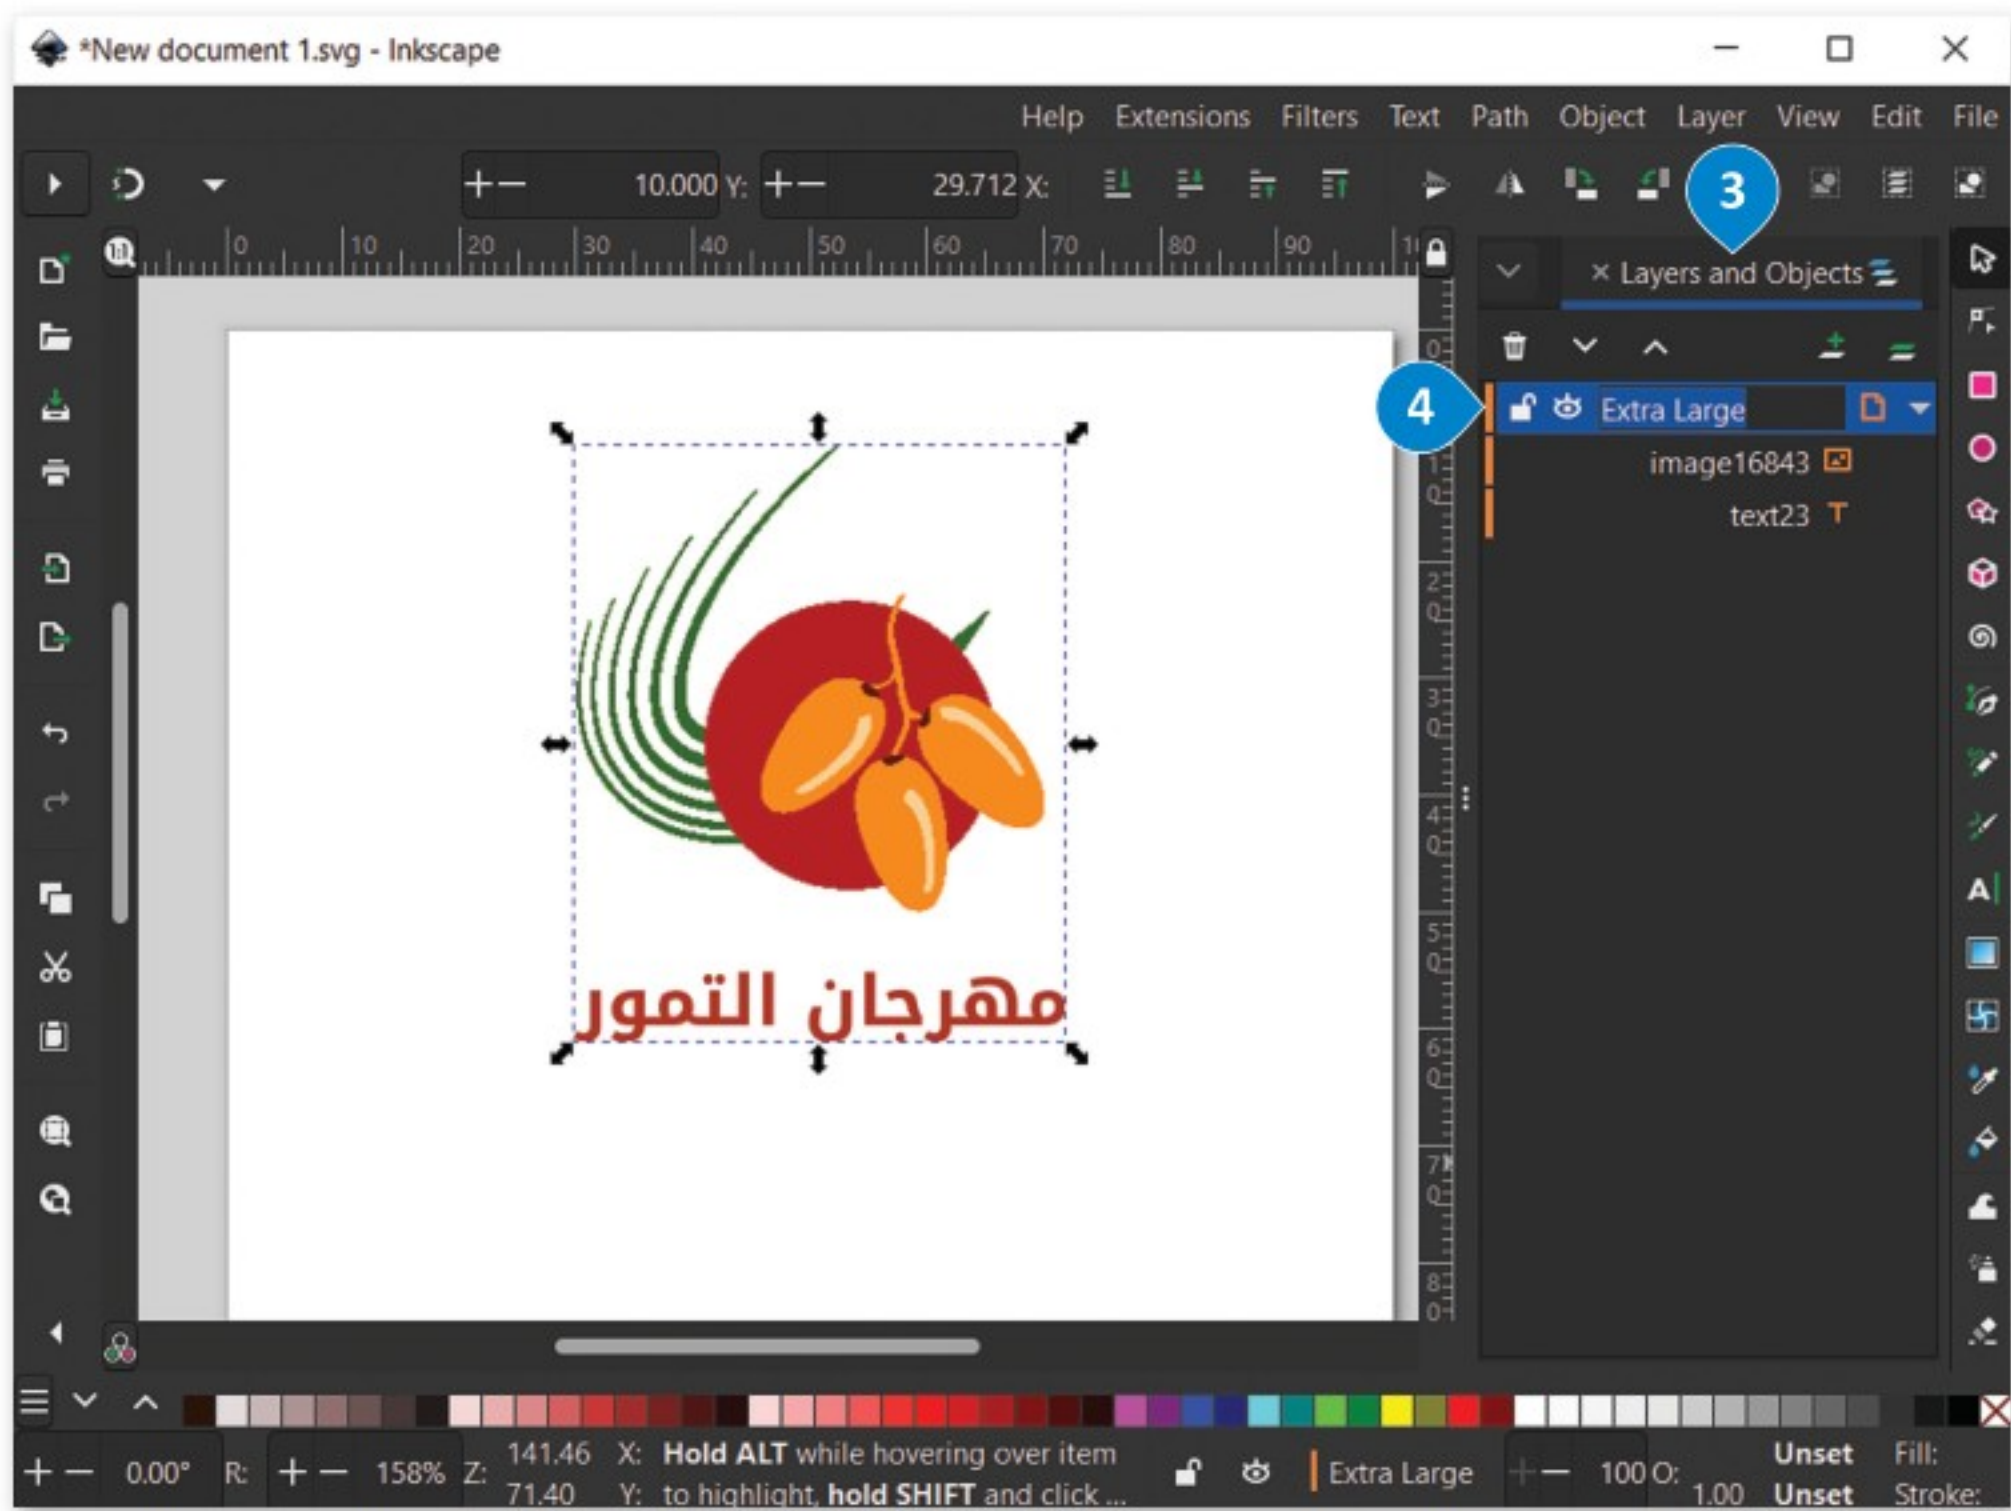 *New document 1.svg - Inkscape
Help Extensions Filters Text Path Object Layer View Edit File
10.000 Y: 29.712 X:
3
0 10 20 30 40 50 60 70 80 90
Layers and Objects
4
Extra Large
image16843
text23
مهرجان التمور
0.00° R: 158% Z: 141.46 X: 71.40 Y:
Hold ALT while hovering over item
to highlight, hold SHIFT and click ...
Extra Large
100 O:
Unset Fill:
1.00 Unset Stroke: